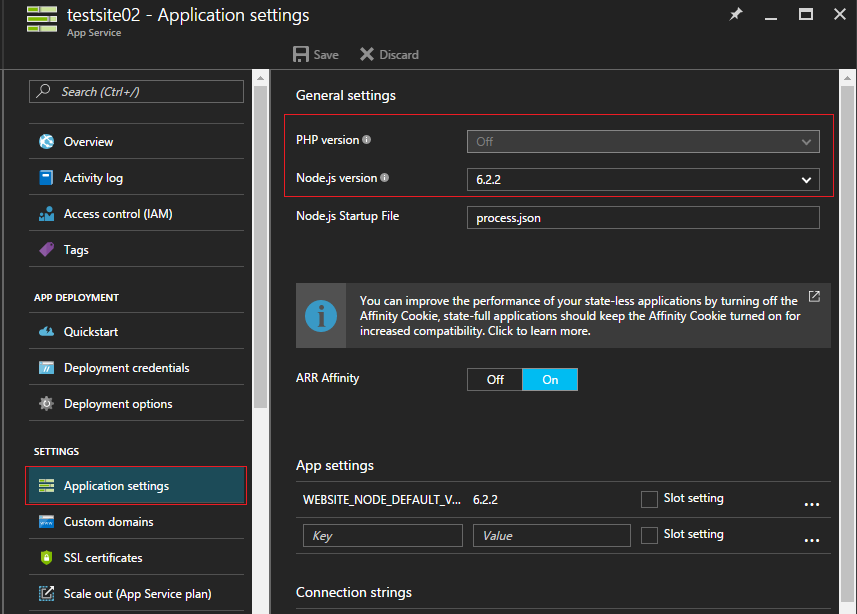 testsite02 - Application settings
App Service
Save
Discard
Search (Ctrl+/)
Overview
Activity log
Access control (IAM)
Tags
APP DEPLOYMENT
Quickstart
Deployment credentials
Deployment options
SETTINGS
Application settings
Custom domains
SSL certificates
Scale out (App Service plan)
General settings
PHP version
Off
Node.js version
6.2.2
Node.js Startup File
process.json
You can improve the performance of your state-less applications by turning off the
Affinity Cookie, state-full applications should keep the Affinity Cookie turned on for
increased compatibility. Click to learn more.
ARR Affinity
Off
On
App settings
WEBSITE_NODE_DEFAULT_V... 6.2.2
Slot setting
...
Key
Value
Slot setting
...
Connection strings